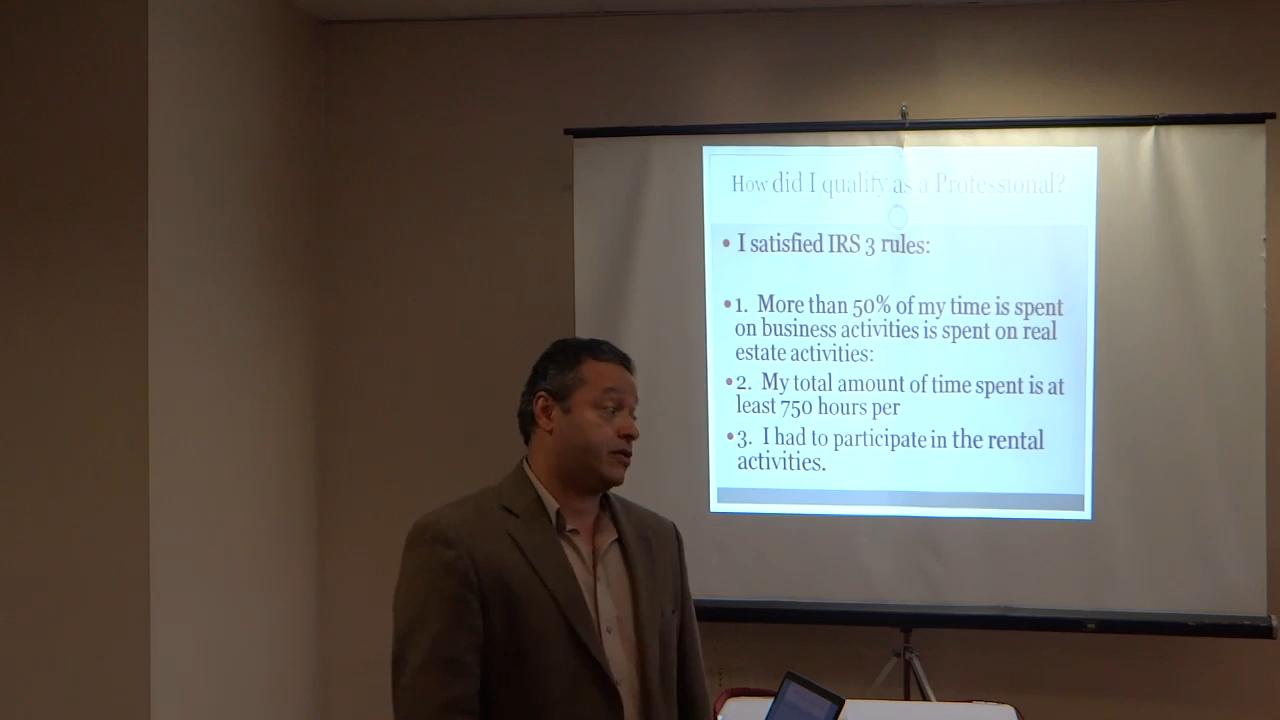 How did I qualify as a Professional?
• I satisfied IRS 3 rules:
• 1. More than 50% of my time is spent
on business activities is spent on real
estate activities:
• 2. My total amount of time spent is at
least 750 hours per
• 3. I had to participate in the rental
activities.